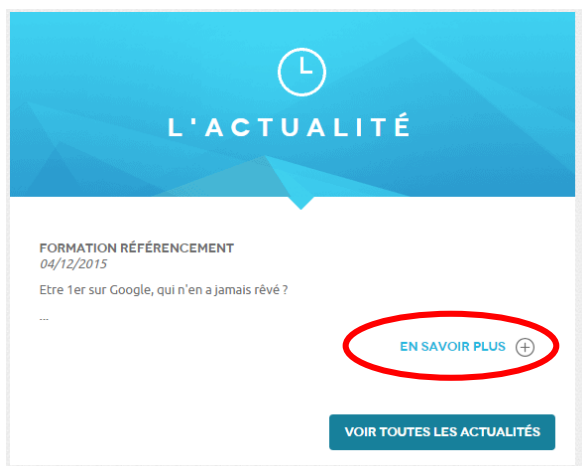 L'ACTUALITÉ
FORMATION RÉFÉRENCEMENT
04/12/2015
Etre 1er sur Google, qui n'en a jamais rêvé ?
...
EN SAVOIR PLUS
VOIR TOUTES LES ACTUALITÉS